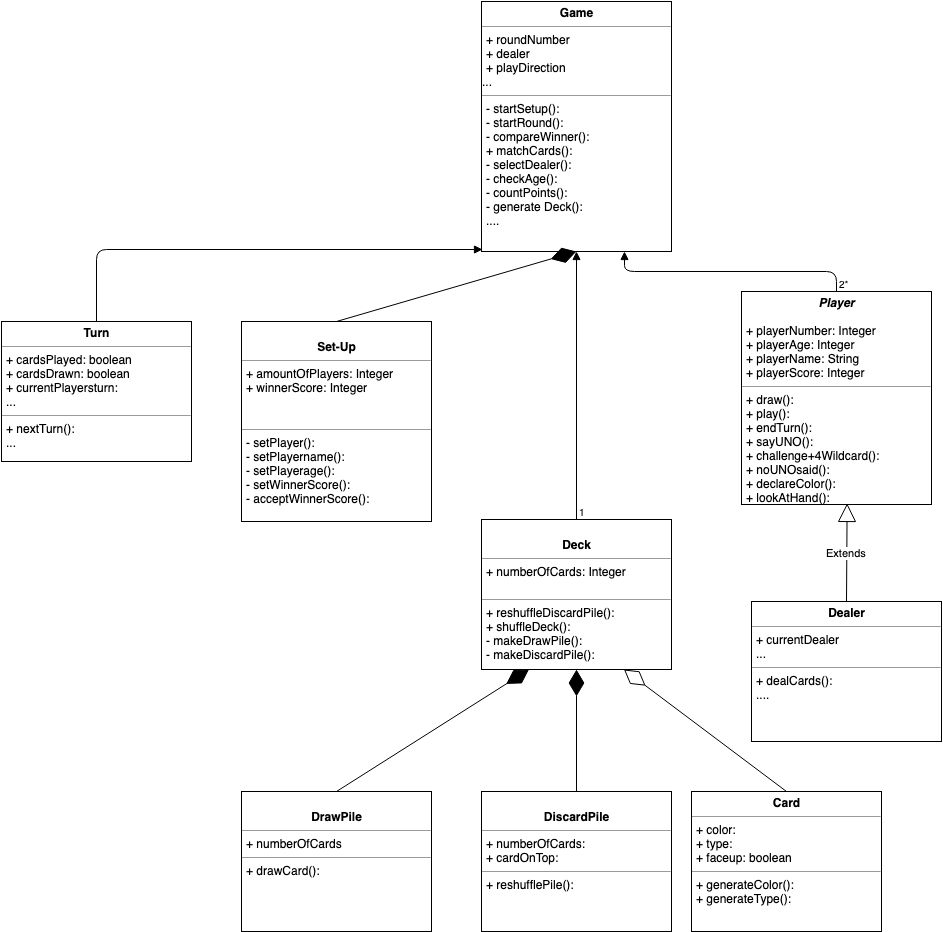 Game
+ roundNumber
+ dealer
+ playDirection
...
- startSetup():
- startRound():
- compareWinner():
+ matchCards():
- selectDealer():
- checkAge():
- countPoints():
- generate Deck():
....
2*
Turn
+ cardsPlayed: boolean
+ cardsDrawn: boolean
+ currentPlayersturn:
...
+ nextTurn():
...
Set-Up
+ amountOfPlayers: Integer
+ winnerScore: Integer
- setPlayer():
- setPlayername():
- setPlayerage():
- setWinnerScore():
- acceptWinnerScore():
Player
+ playerNumber: Integer
+ playerAge: Integer
+ playerName: String
+ playerScore: Integer
+ draw():
+ play():
+ endTurn():
+ sayUNO():
+ challenge+4Wildcard():
+ noUNOsaid():
+ declareColor():
+ lookAtHand():
1
Deck
+ numberOfCards: Integer
+ reshuffleDiscardPile():
+ shuffleDeck():
- makeDrawPile():
- makeDiscardPile():
Extends
Dealer
+ currentDealer
...
+ dealCards():
....
DrawPile
+ numberOfCards
+ drawCard():
DiscardPile
+ numberOfCards:
+ cardOnTop:
+ reshufflePile():
Card
+ color:
+ type:
+ faceup: boolean
+ generateColor():
+ generateType():